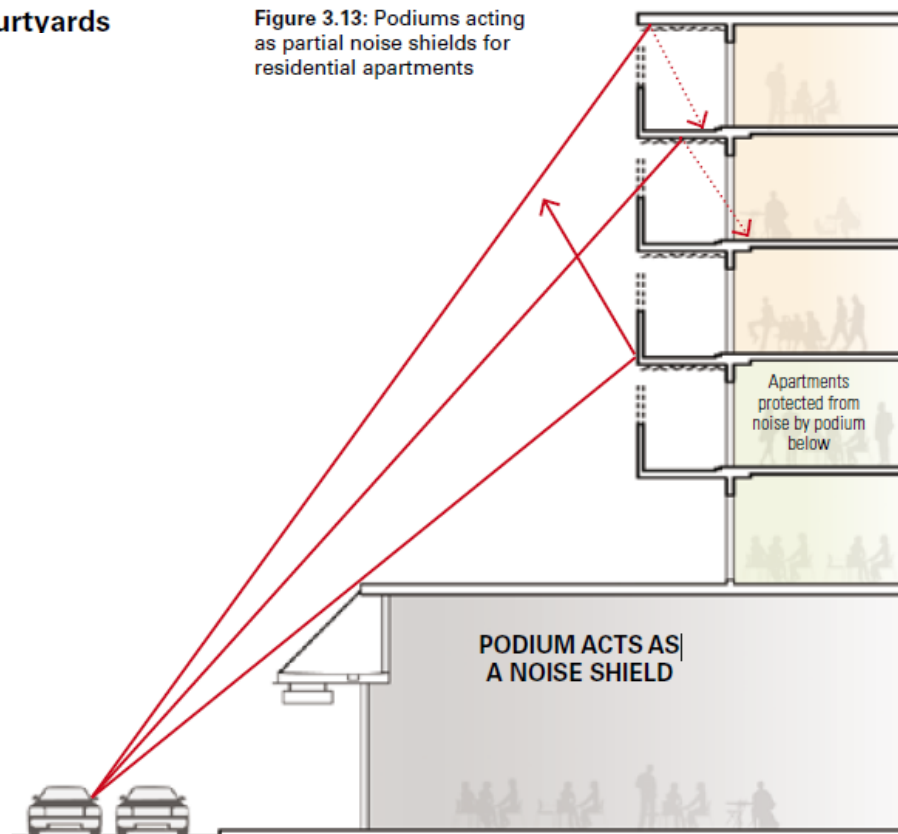 urtyards
Figure 3.13: Podiums acting
as partial noise shields for
residential apartments
Apartments
protected from
noise by podium
below
PODIUM ACTS AS
A NOISE SHIELD